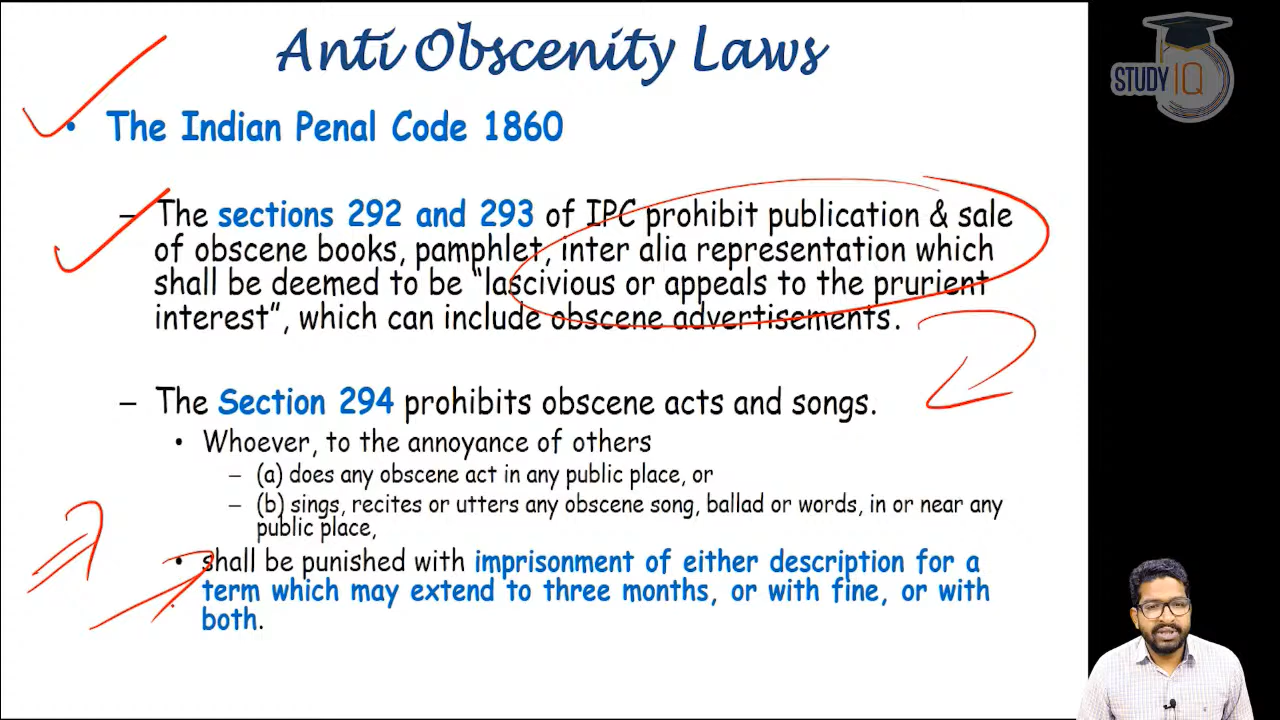 Anti Obscenity Laws
STUDY IQ
• The Indian Penal Code 1860
– The sections 292 and 293 of IPC prohibit publication & sale
of obscene books, pamphlet, inter alia representation which
shall be deemed to be “lascivious or appeals to the prurient
interest”, which can include obscene advertisements.
– The Section 294 prohibits obscene acts and songs.
• Whoever, to the annoyance of others
– (a) does any obscene act in any public place, or
– (b) sings, recites or utters any obscene song, ballad or words, in or near any
public place,
• shall be punished with imprisonment of either description for a
term which may extend to three months, or with fine, or with
both.